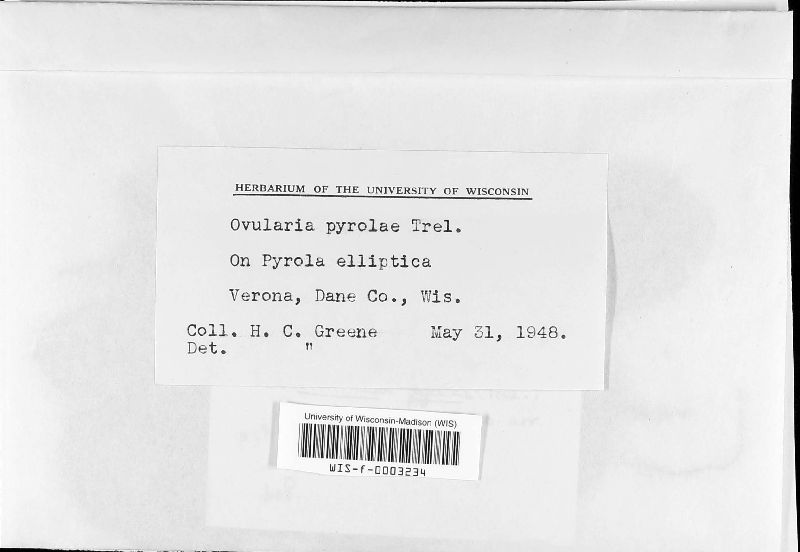 HERBARIUM OF THE UNIVERSITY OF WISCONSIN
Ovularia pyrolae Trel.
On Pyrola elliptica
Verona, Dane Co., Wis.
Coll. H. C. Greene May 31, 1948.
Det. "
University of Wisconsin-Madison (WIS)
WIS-f-0003234